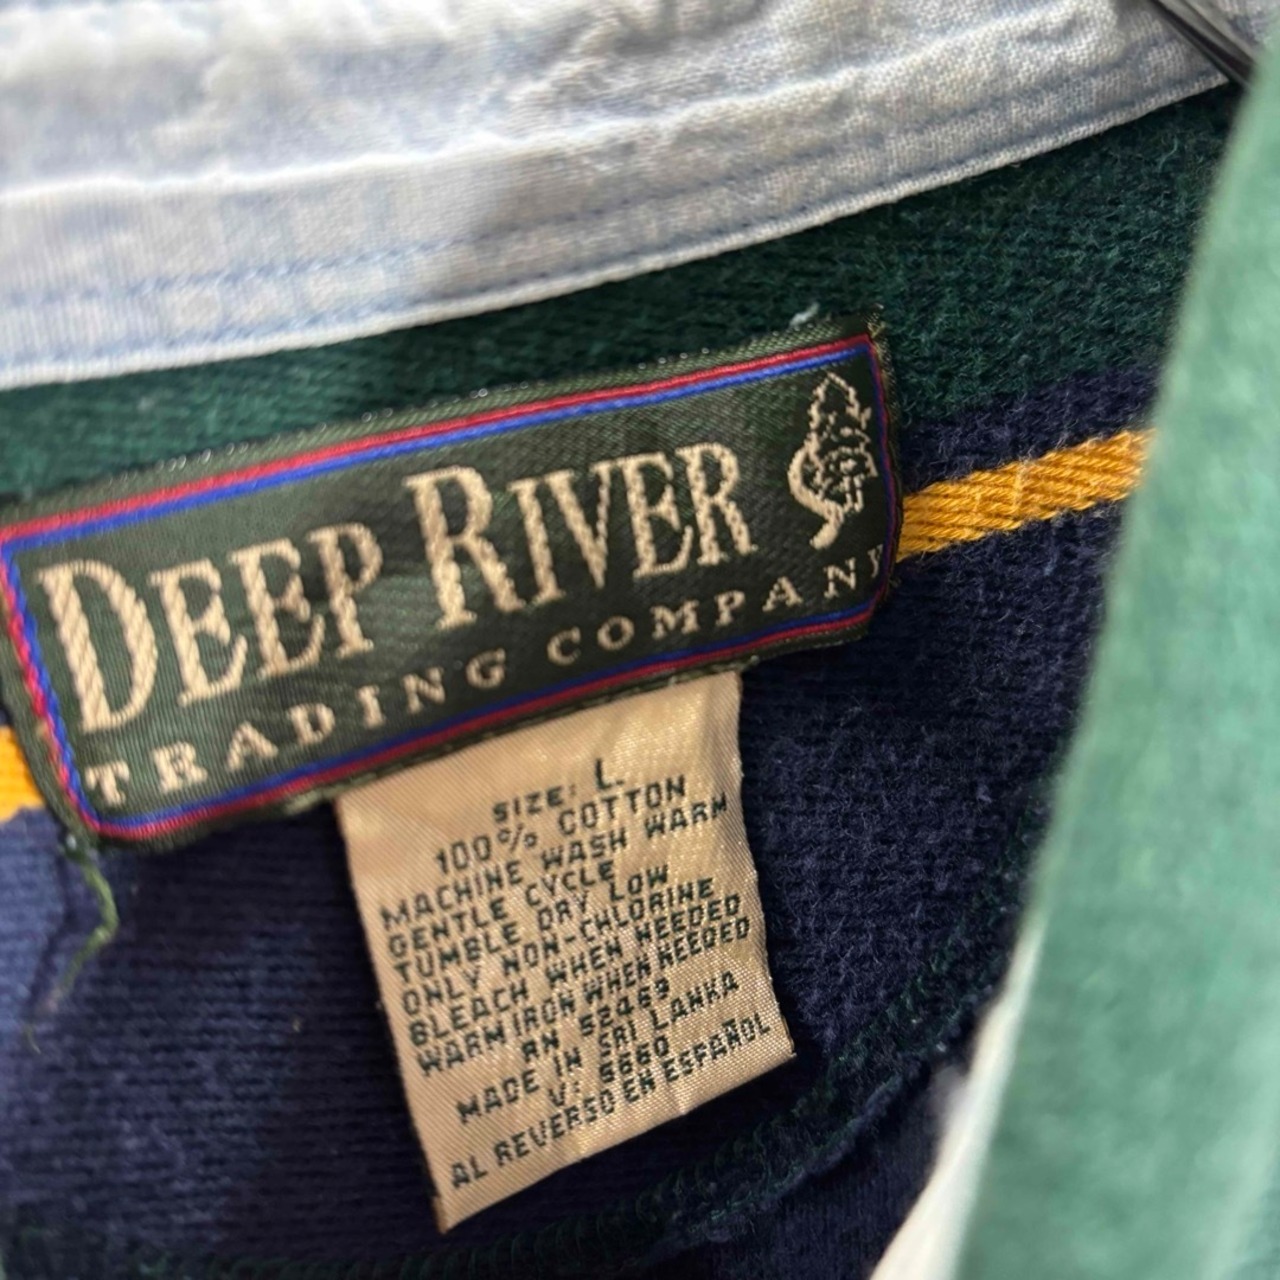 DEEP RIVER
TRADING COMPANY
SIZE: L
100% COTTON
MACHINE WASH WARM
GENTLE CYCLE
TUMBLE DRY LOW
ONLY NON-CHLORINE
BLEACH WHEN NEEDED
WARM IRON WHEN NEEDED
RN 52469
MADE IN SRI LANKA
V: 6660
AL REVERSO EN ESPAÑOL